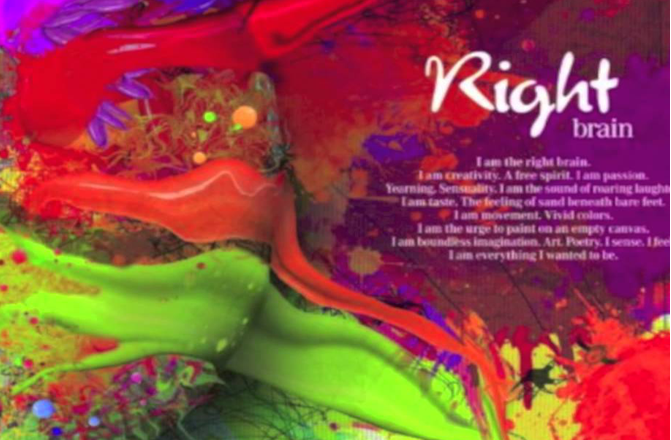 Right
brain
I am the right brain.
I am creativity. A free spirit. I am passion.
Yearning. Sensuality. I am the sound of roaring laught
I am taste. The feeling of sand beneath bare feet.
I am movement. Vivid colors.
I am the urge to paint on an empty canvas.
I am boundless imagination. Art. Poetry. I sense. I feel
I am everything I wanted to be.